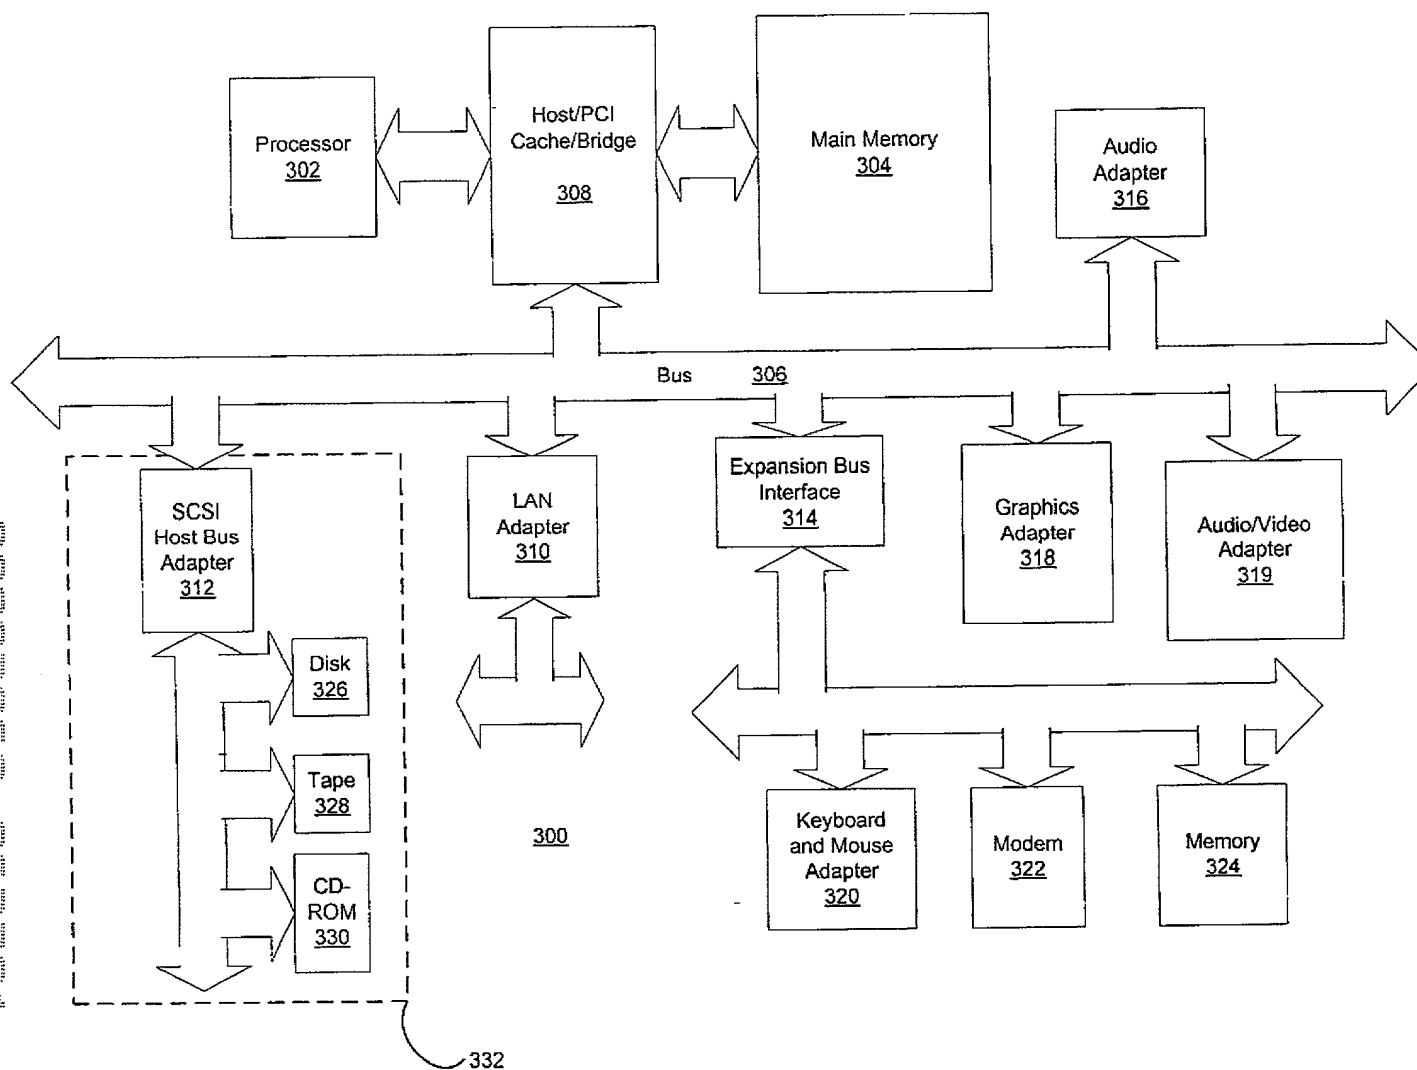 Processor
302
Host/PCI
Cache/Bridge
308
Main Memory
304
Audio
Adapter
316
Bus 306
SCSI
Host Bus
Adapter
312
LAN
Adapter
310
Expansion Bus
Interface
314
Graphics
Adapter
318
Audio/Video
Adapter
319
Disk
326
Tape
328
CD-
ROM
330
300
Keyboard
and Mouse
Adapter
320
Modem
322
Memory
324
332